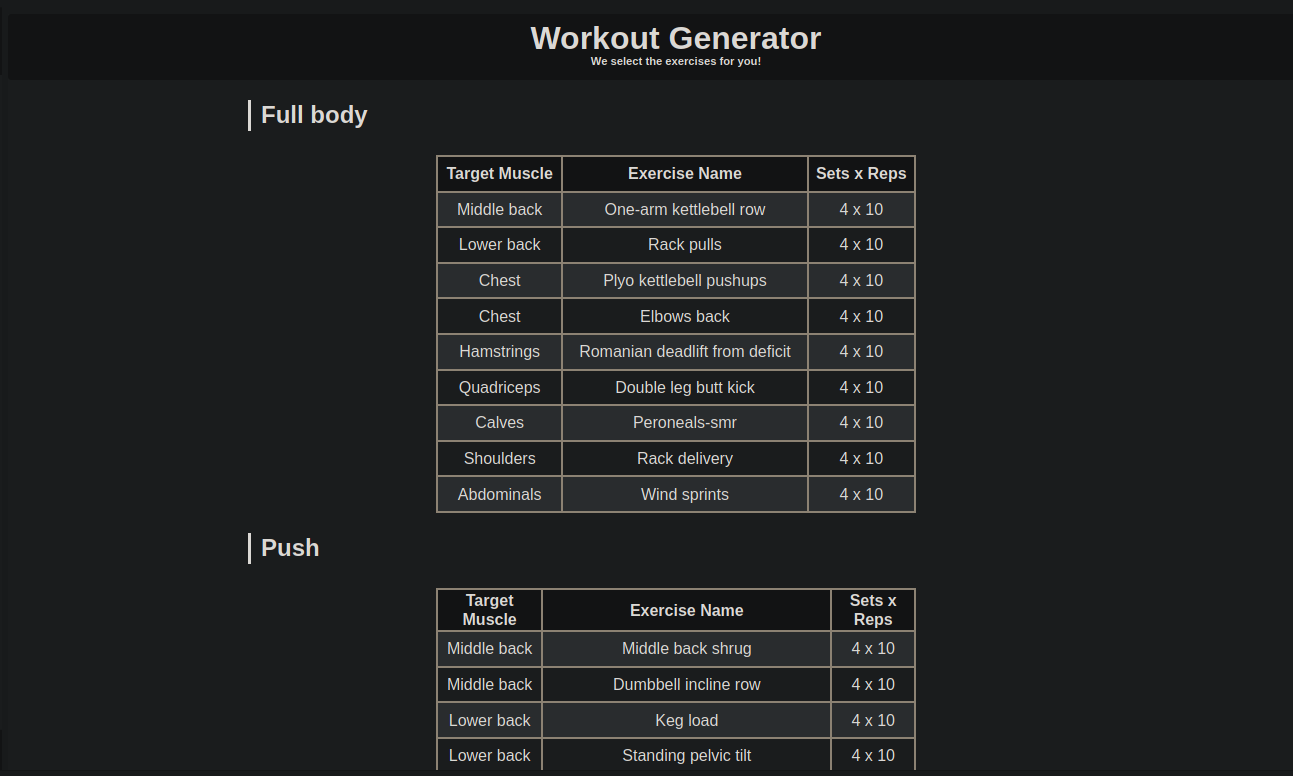 Workout Generator
We select the exercises for you!
Full body
Target Muscle Exercise Name Sets x Reps
Middle back One-arm kettlebell row 4 x 10
Lower back Rack pulls 4 x 10
Chest Plyo kettlebell pushups 4 x 10
Chest Elbows back 4 x 10
Hamstrings Romanian deadlift from deficit 4 x 10
Quadriceps Double leg butt kick 4 x 10
Calves Peroneals-smr 4 x 10
Shoulders Rack delivery 4 x 10
Abdominals Wind sprints 4 x 10
Push
Target Muscle Exercise Name Sets x Reps
Middle back Middle back shrug 4 x 10
Middle back Dumbbell incline row 4 x 10
Lower back Keg load 4 x 10
Lower back Standing pelvic tilt 4 x 10